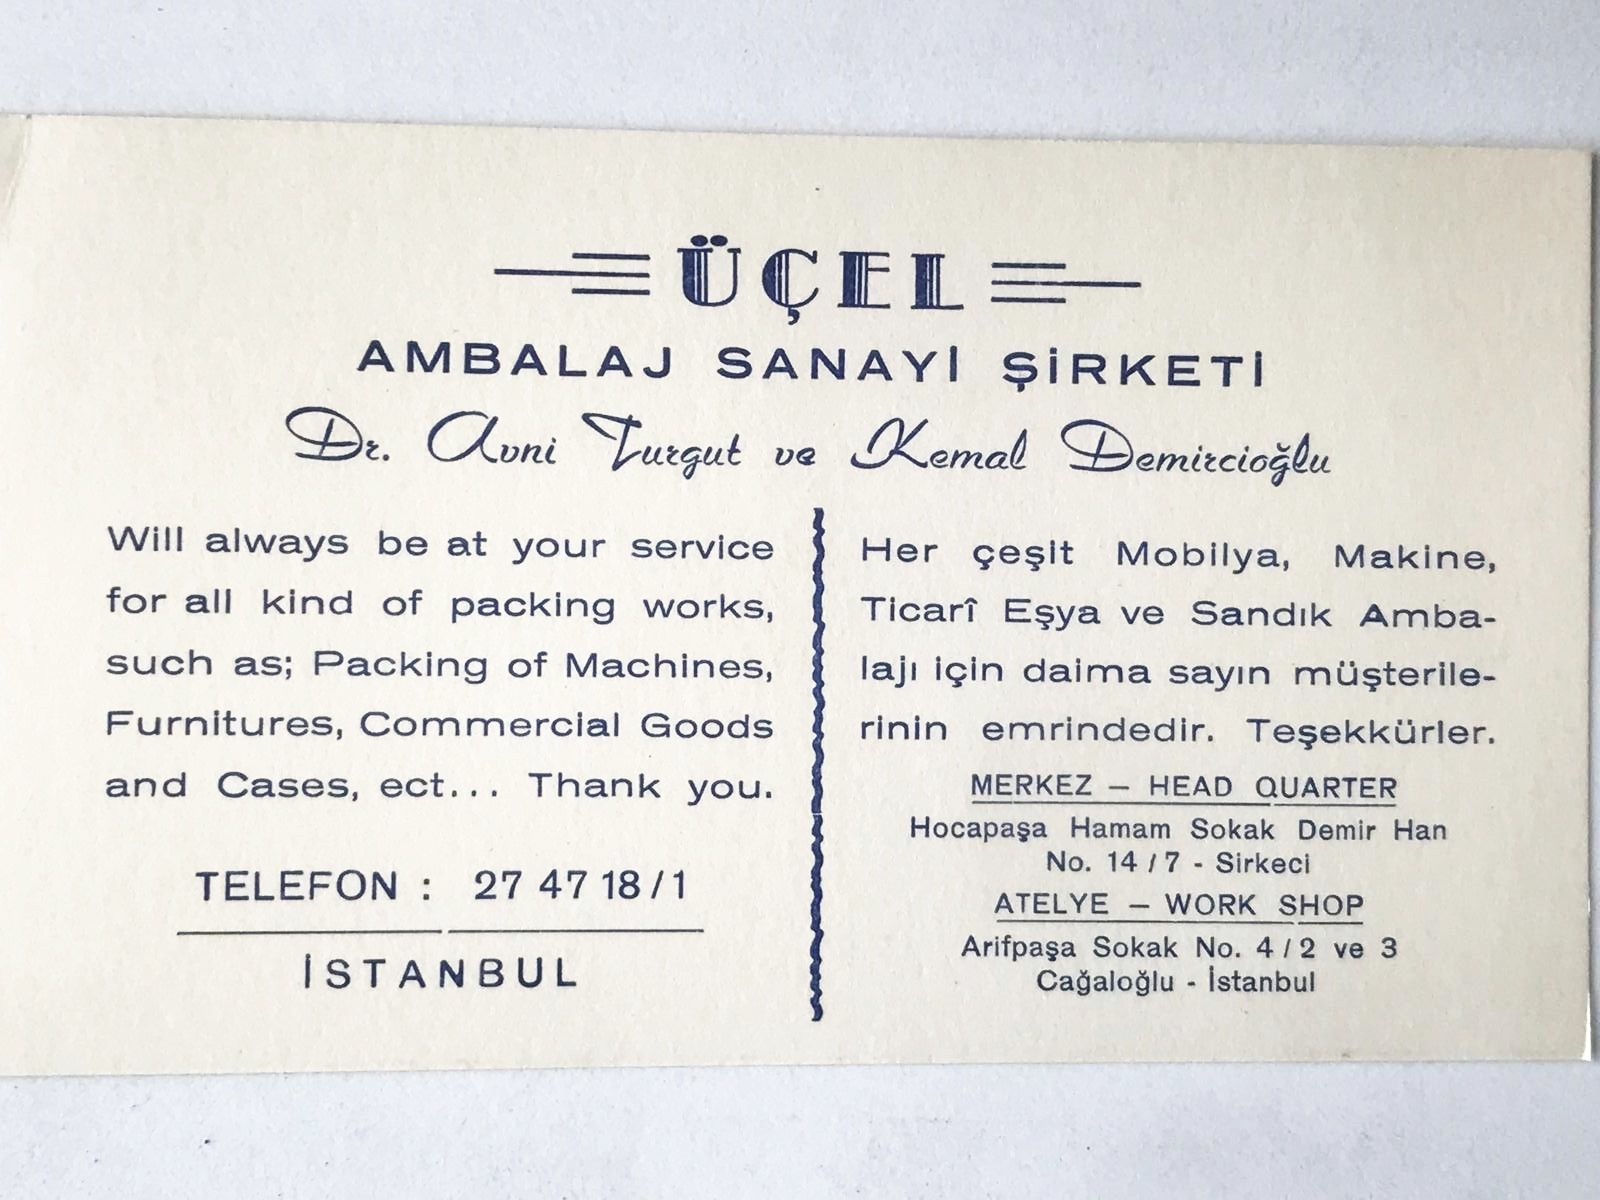 ÜÇEL
AMBALAJ SANAYİ ŞİRKETİ
Dr. Avni Turgut ve Kemal Demircioğlu
Will always be at your service
for all kind of packing works,
such as; Packing of Machines,
Furnitures, Commercial Goods
and Cases, ect... Thank you.
TELEFON : 27 47 18/1
İSTANBUL
Her çeşit Mobilya, Makine,
Ticarî Eşya ve Sandık Amba-
lajı için daima sayın müşterile-
rinin emrindedir. Teşekkürler.
MERKEZ – HEAD QUARTER
Hocapaşa Hamam Sokak Demir Han
No. 14 / 7 - Sirkeci
ATELYE – WORK SHOP
Arifpaşa Sokak No. 4 / 2 ve 3
Cağaloğlu - İstanbul